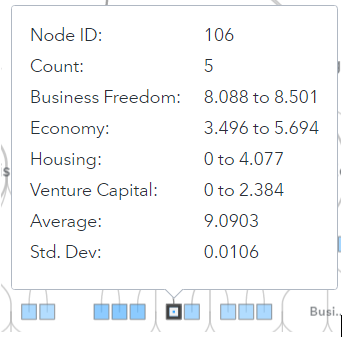 Node ID: 106
Count: 5
Business Freedom: 8.088 to 8.501
Economy: 3.496 to 5.694
Housing: 0 to 4.077
Venture Capital: 0 to 2.384
Average: 9.0903
Std. Dev: 0.0106
Busi...